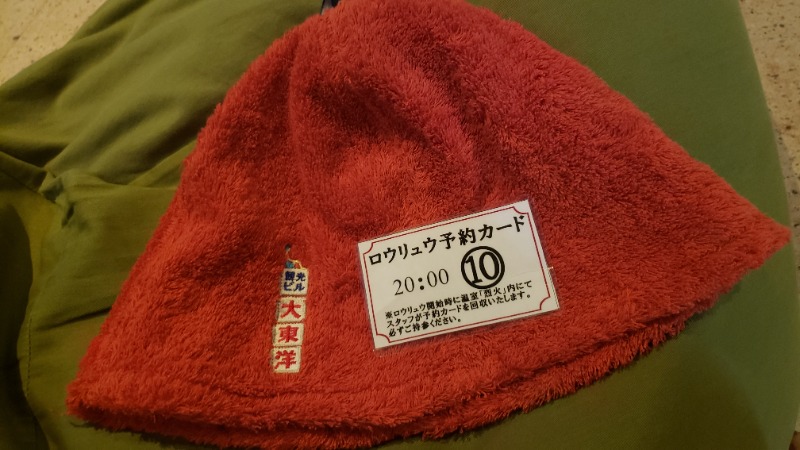 ロウリュウ予約カード
20:00 ⑩
※ロウリュウ開始時に温室「烈火」内にて
スタッフが予約カードを回収いたします。
必ずご持参ください。
観光
ビル
大
東
洋